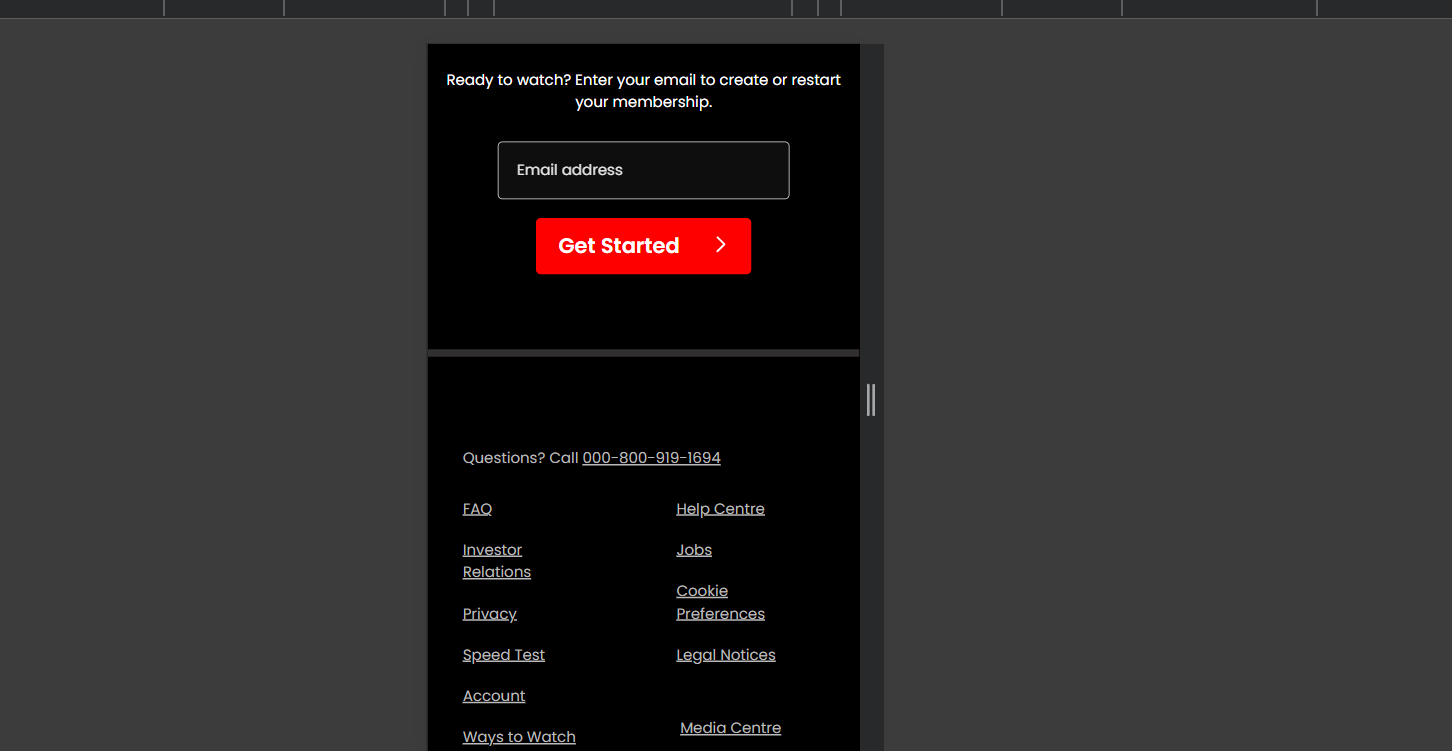 Ready to watch? Enter your email to create or restart
your membership.
Email address
Get Started
Questions? Call 000-800-919-1694
FAQ
Help Centre
Investor
Relations
Jobs
Cookie
Preferences
Privacy
Speed Test
Legal Notices
Account
Media Centre
Ways to Watch